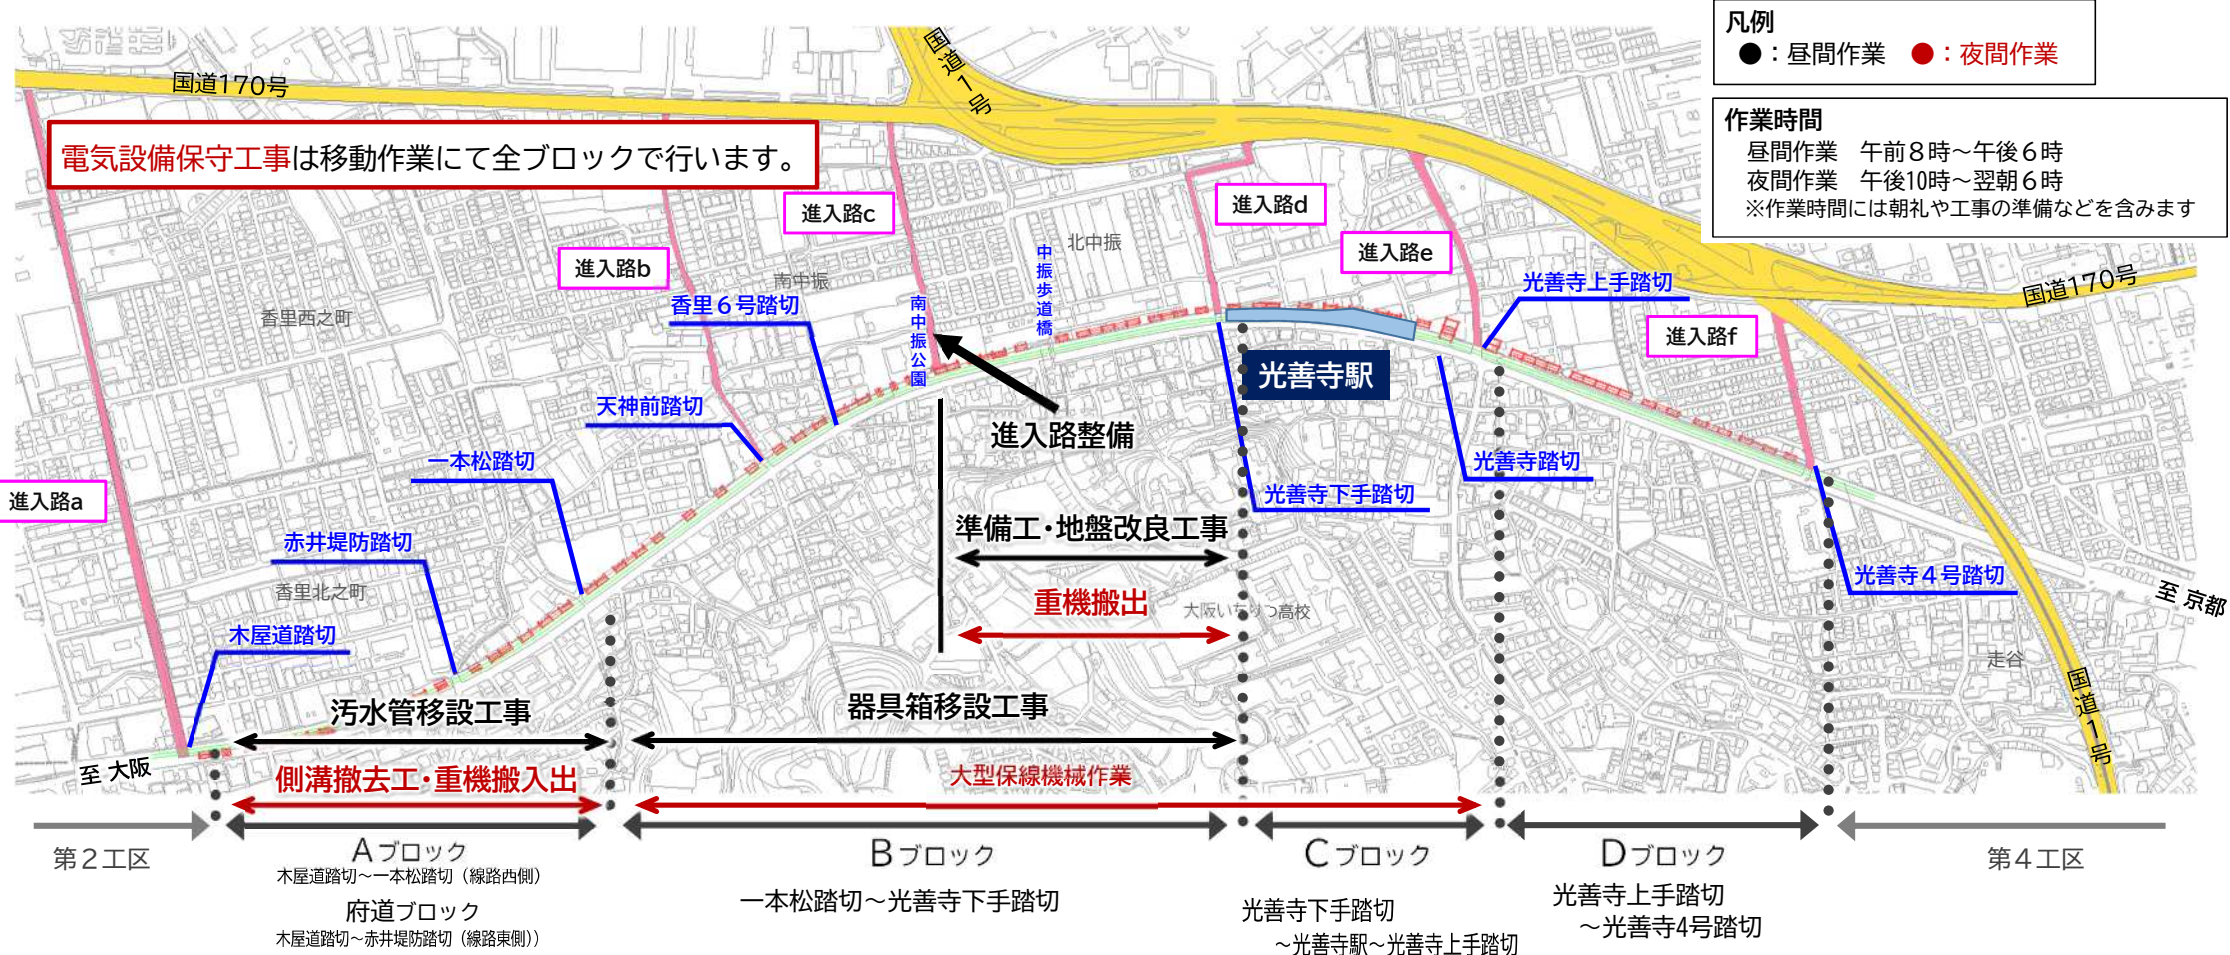 凡例
●：昼間作業　●：夜間作業
作業時間
昼間作業　午前８時～午後６時
夜間作業　午後10時～翌朝６時
※作業時間には朝礼や工事の準備などを含みます
国道170号
国道1号
電気設備保守工事は移動作業にて全ブロックで行います。
進入路c
進入路d
進入路b
進入路e
北中振
中振歩道橋
南中振
光善寺上手踏切
国道170号
香里６号踏切
南中振公園
香里西之町
進入路f
光善寺駅
天神前踏切
進入路整備
一本松踏切
光善寺踏切
進入路a
光善寺下手踏切
準備工・地盤改良工事
赤井堤防踏切
香里北之町
光善寺４号踏切
至 京都
重機搬出
大阪いちりつ高校
木屋道踏切
走谷
国道1号
汚水管移設工事
器具箱移設工事
至 大阪
側溝撤去工・重機搬入出
大型保線機械作業
第２工区
Aブロック
木屋道踏切～一本松踏切（線路西側）
府道ブロック
木屋道踏切～赤井堤防踏切（線路東側））
Bブロック
一本松踏切～光善寺下手踏切
Cブロック
光善寺下手踏切
～光善寺駅～光善寺上手踏切
Dブロック
光善寺上手踏切
～光善寺4号踏切
第４工区